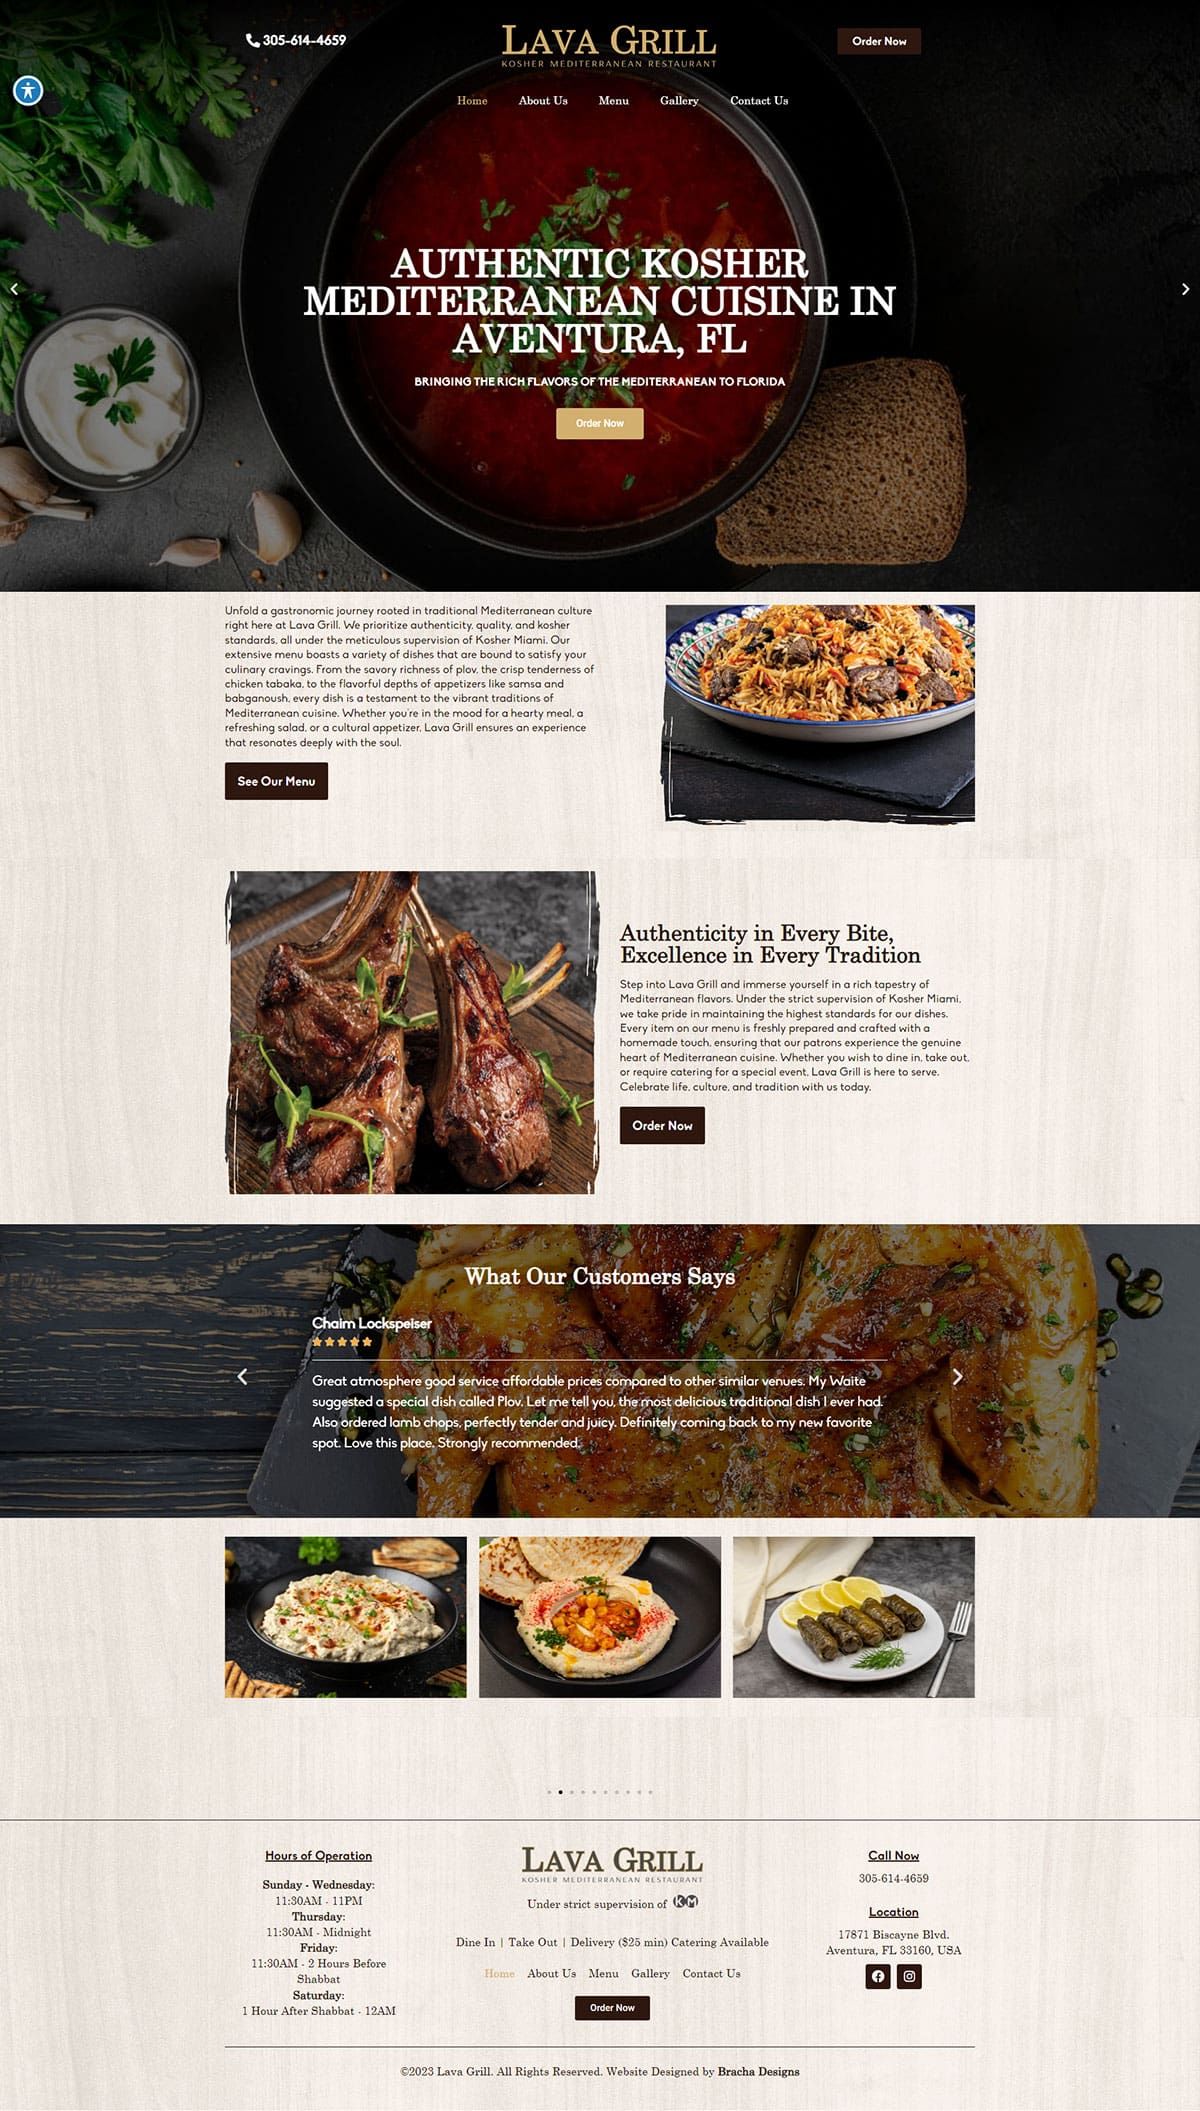 305-614-4659
LAVA GRILL
KOSHER MEDITERRANEAN RESTAURANT
Order Now
Home About Us Menu Gallery Contact Us
AUTHENTIC KOSHER
MEDITERRANEAN CUISINE IN
AVENTURA, FL
BRINGING THE RICH FLAVORS OF THE MEDITERRANEAN TO FLORIDA
Order Now
Unfold a gastronomic journey rooted in traditional Mediterranean culture
right here at Lava Grill. We prioritize authenticity, quality, and kosher
standards, all under the meticulous supervision of Kosher Miami. Our
extensive menu boasts a variety of dishes that are bound to satisfy your
culinary cravings. From the savory richness of plov, the crisp tenderness of
chicken tabaka, to the flavorful depths of appetizers like samsa and
babganoush, every dish is a testament to the vibrant traditions of
Mediterranean cuisine. Whether you're in the mood for a hearty meal, a
refreshing salad, or a cultural appetizer, Lava Grill ensures an experience
that resonates deeply with the soul.
See Our Menu
Authenticity in Every Bite,
Excellence in Every Tradition
Step into Lava Grill and immerse yourself in a rich tapestry of
Mediterranean flavors. Under the strict supervision of Kosher Miami,
we take pride in maintaining the highest standards for our dishes.
Every item on our menu is freshly prepared and crafted with a
homemade touch, ensuring that our patrons experience the genuine
heart of Mediterranean cuisine. Whether you wish to dine in, take out,
or require catering for a special event, Lava Grill is here to serve.
Celebrate life, culture, and tradition with us today.
Order Now
What Our Customers Says
Chaim Lockspeiser
Great atmosphere good service affordable prices compared to other similar venues. My Waite
suggested a special dish called Plov. Let me tell you, the most delicious traditional dish I ever had.
Also ordered lamb chops, perfectly tender and juicy. Definitely coming back to my new favorite
spot. Love this place. Strongly recommended.
Hours of Operation
Sunday - Wednesday:
11:30AM - 11PM
Thursday:
11:30AM - Midnight
Friday:
11:30AM - 2 Hours Before
Shabbat
Saturday:
1 Hour After Shabbat - 12AM
LAVA GRILL
KOSHER MEDITERRANEAN RESTAURANT
Under strict supervision of KM
Dine In | Take Out | Delivery ($25 min) Catering Available
Home About Us Menu Gallery Contact Us
Order Now
Call Now
305-614-4659
Location
17871 Biscayne Blvd.
Aventura, FL 33160, USA
©2023 Lava Grill. All Rights Reserved. Website Designed by Bracha Designs